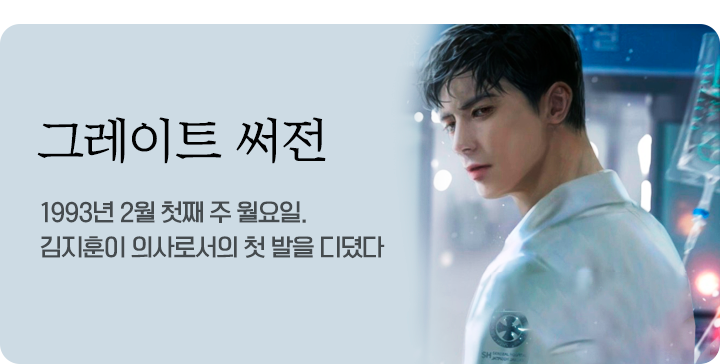 그레이트 써전
1993년 2월 첫째 주 월요일.
김지훈이 의사로서의 첫 발을 디뎠다